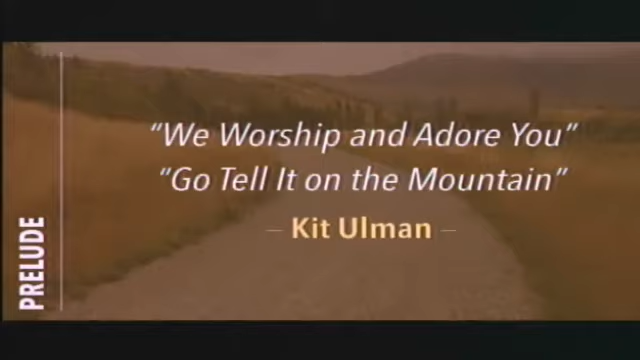 “We Worship and Adore You”
“Go Tell It on the Mountain”
– Kit Ulman –
PRELUDE